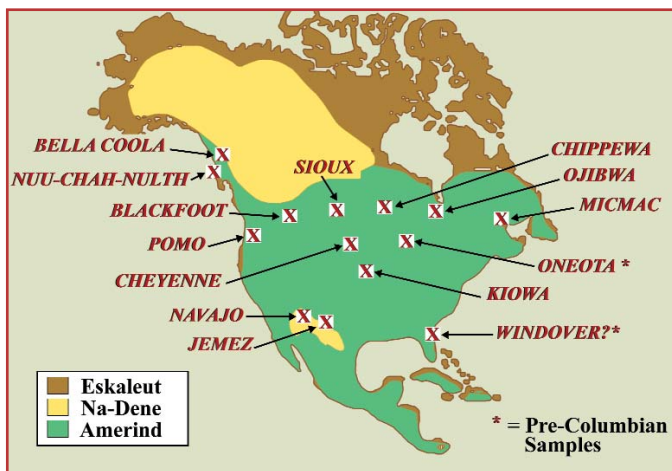 BELLA COOLA
NUU-CHAH-NULTH
BLACKFOOT
POMO
CHEYENNE
NAVAJO
JEMEZ
SIOUX
CHIPPEWA
OJIBWA
MICMAC
ONEOTA *
KIOWA
WINDOVER?*
X
X
X
X
X
X
X
X
X
X
X
X
X
X
Eskaleut
Na-Dene
Amerind
* = Pre-Columbian
Samples